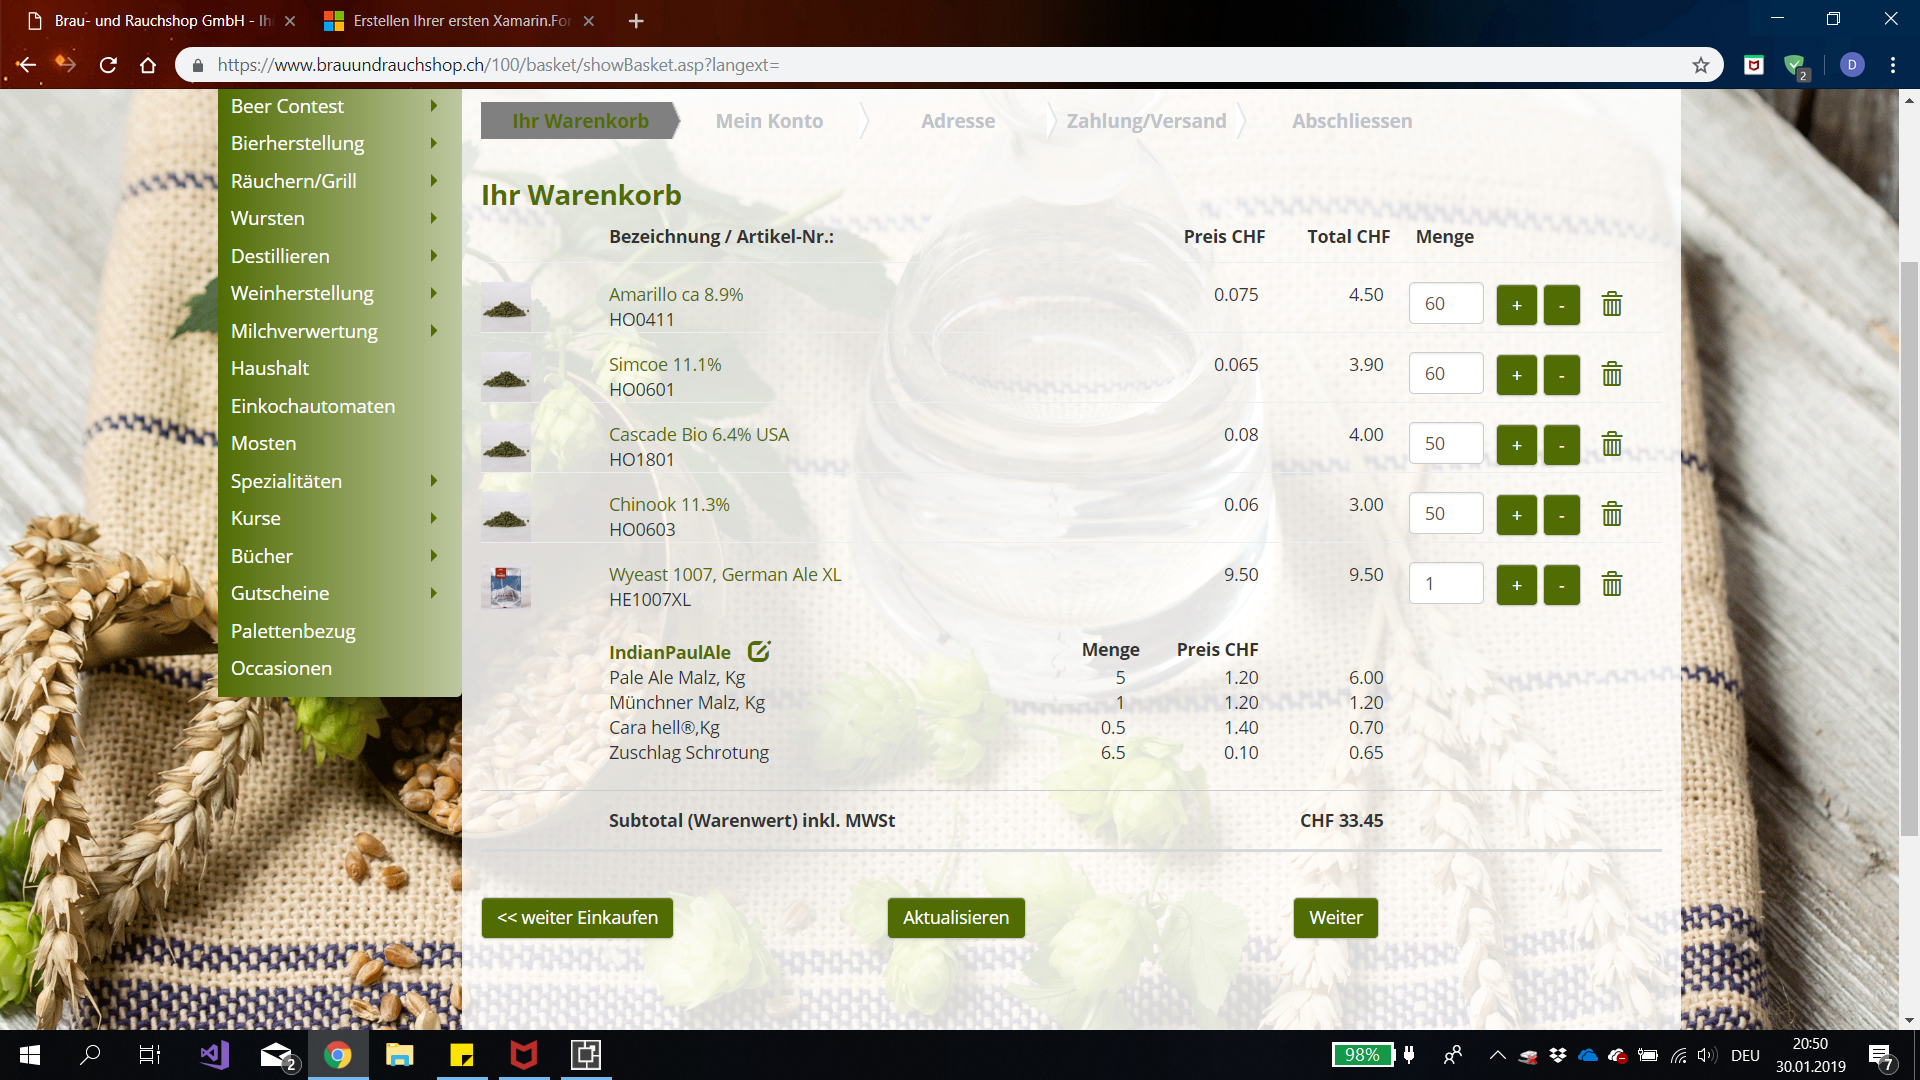 Brau- und Rauchshop GmbH - Ih
Erstellen Ihrer ersten Xamarin.For
https://www.brauundrauchshop.ch/100/basket/showBasket.asp?langext=
2
D
Beer Contest
Bierherstellung
Räuchern/Grill
Wursten
Destillieren
Weinherstellung
Milchverwertung
Haushalt
Einkochautomaten
Mosten
Spezialitäten
Kurse
Bücher
Gutscheine
Palettenbezug
Occasionen
Ihr Warenkorb Mein Konto Adresse Zahlung/Versand Abschliessen
Ihr Warenkorb
Bezeichnung / Artikel-Nr.: Preis CHF Total CHF Menge
Amarillo ca 8.9% 0.075 4.50 60 + -
HO0411
Simcoe 11.1% 0.065 3.90 60 + -
HO0601
Cascade Bio 6.4% USA 0.08 4.00 50 + -
HO1801
Chinook 11.3% 0.06 3.00 50 + -
HO0603
Wyeast 1007, German Ale XL 9.50 9.50 1 + -
HE1007XL
IndianPaulAle Menge Preis CHF
Pale Ale Malz, Kg 5 1.20 6.00
Münchner Malz, Kg 1 1.20 1.20
Cara hell®,Kg 0.5 1.40 0.70
Zuschlag Schrotung 6.5 0.10 0.65
Subtotal (Warenwert) inkl. MWSt CHF 33.45
<< weiter Einkaufen Aktualisieren Weiter
2
98%
DEU
20:50
30.01.2019
7